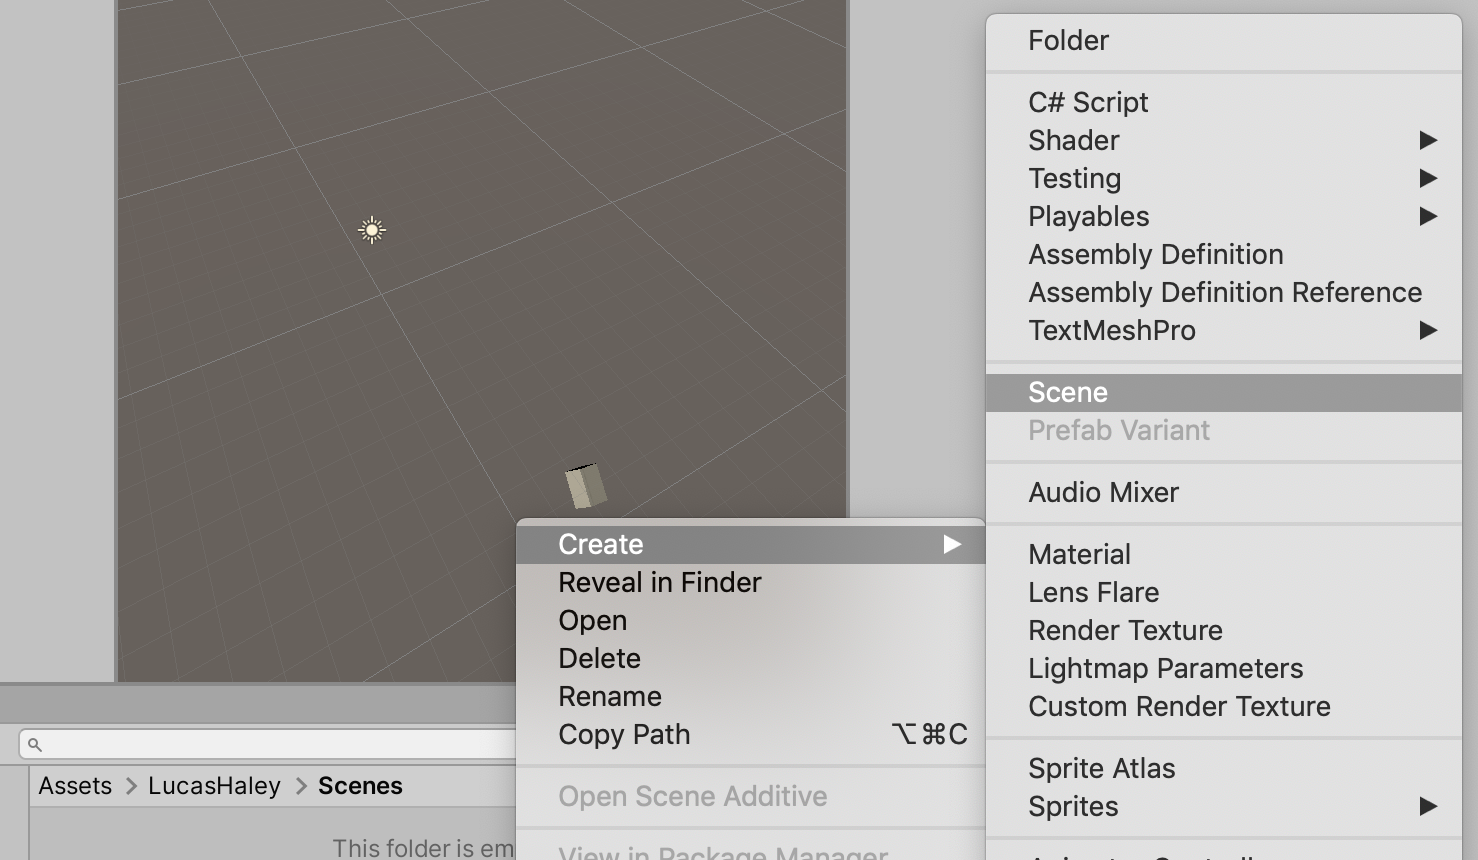 Folder
C# Script
Shader
Testing
Playables
Assembly Definition
Assembly Definition Reference
TextMeshPro
Scene
Prefab Variant
Audio Mixer
Material
Lens Flare
Render Texture
Lightmap Parameters
Custom Render Texture
Sprite Atlas
Sprites
Create
Reveal in Finder
Open
Delete
Rename
Copy Path ⌥⌘C
Open Scene Additive
View in Package Manager
Assets > LucasHaley > Scenes
This folder is em